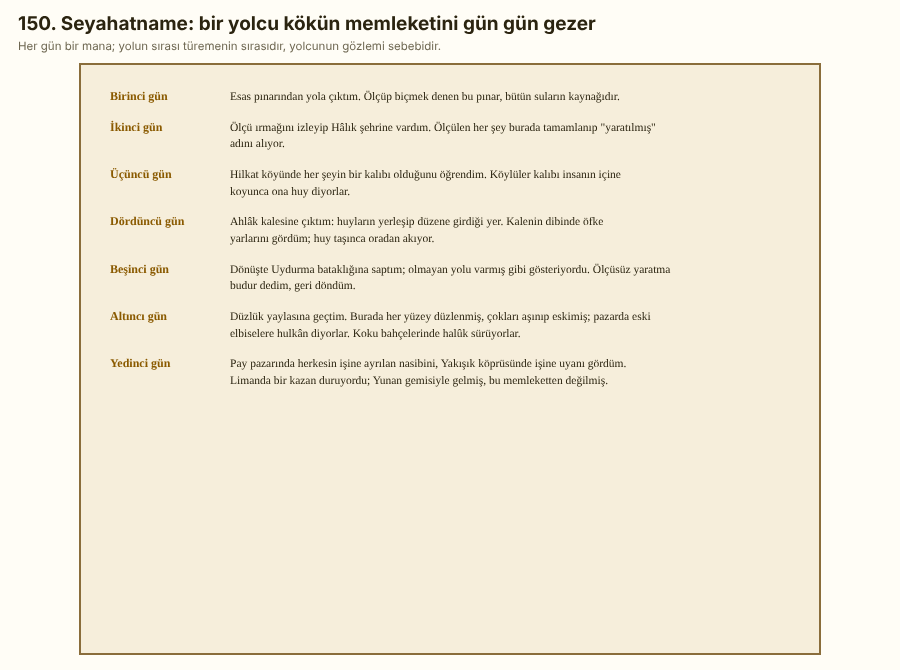 150. Seyahatname: bir yolcu kökün memleketini gün gün gezer
Her gün bir mana; yolun sırası türemenin sırasıdır, yolcunun gözlemi sebebidir.
Birinci gün Esas pınarından yola çıktım. Ölçüp biçmek denen bu pınar, bütün suların kaynağıdır.
İkinci gün Ölçü ırmağını izleyip Hâlık şehrine vardım. Ölçülen her şey burada tamamlanıp "yaratılmış"
adını alıyor.
Üçüncü gün Hilkat köyünde her şeyin bir kalıbı olduğunu öğrendim. Köylüler kalıbı insanın içine
koyunca ona huy diyorlar.
Dördüncü gün Ahlâk kalesine çıktım: huyların yerleşip düzene girdiği yer. Kalenin dibinde öfke
yarlarını gördüm; huy taşınca oradan akıyor.
Beşinci gün Dönüşte Uydurma bataklığına saptım; olmayan yolu varmış gibi gösteriyordu. Ölçüsüz yaratma
budur dedim, geri döndüm.
Altıncı gün Düzlük yaylasına geçtim. Burada her yüzey düzlenmiş, çokları aşınıp eskimiş; pazarda eski
elbiselere hulkân diyorlar. Koku bahçelerinde halûk sürüyorlar.
Yedinci gün Pay pazarında herkesin işine ayrılan nasibini, Yakışık köprüsünde işine uyanı gördüm.
Limanda bir kazan duruyordu; Yunan gemisiyle gelmiş, bu memleketten değilmiş.